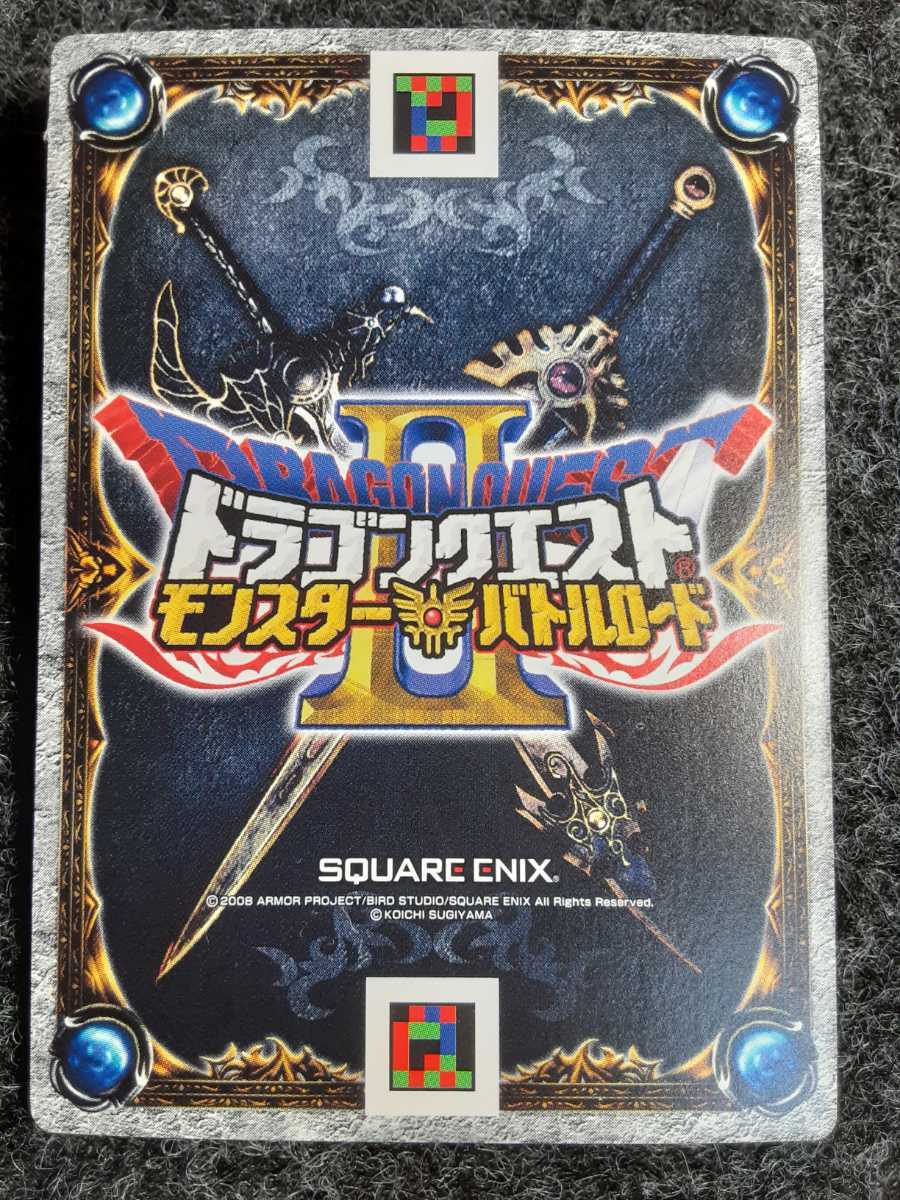 DRAGON QUEST
II
ドラゴンクエスト®
モンスター バトルロード
SQUARE ENIX®
©2008 ARMOR PROJECT/BIRD STUDIO/SQUARE ENIX All Rights Reserved.
©KOICHI SUGIYAMA